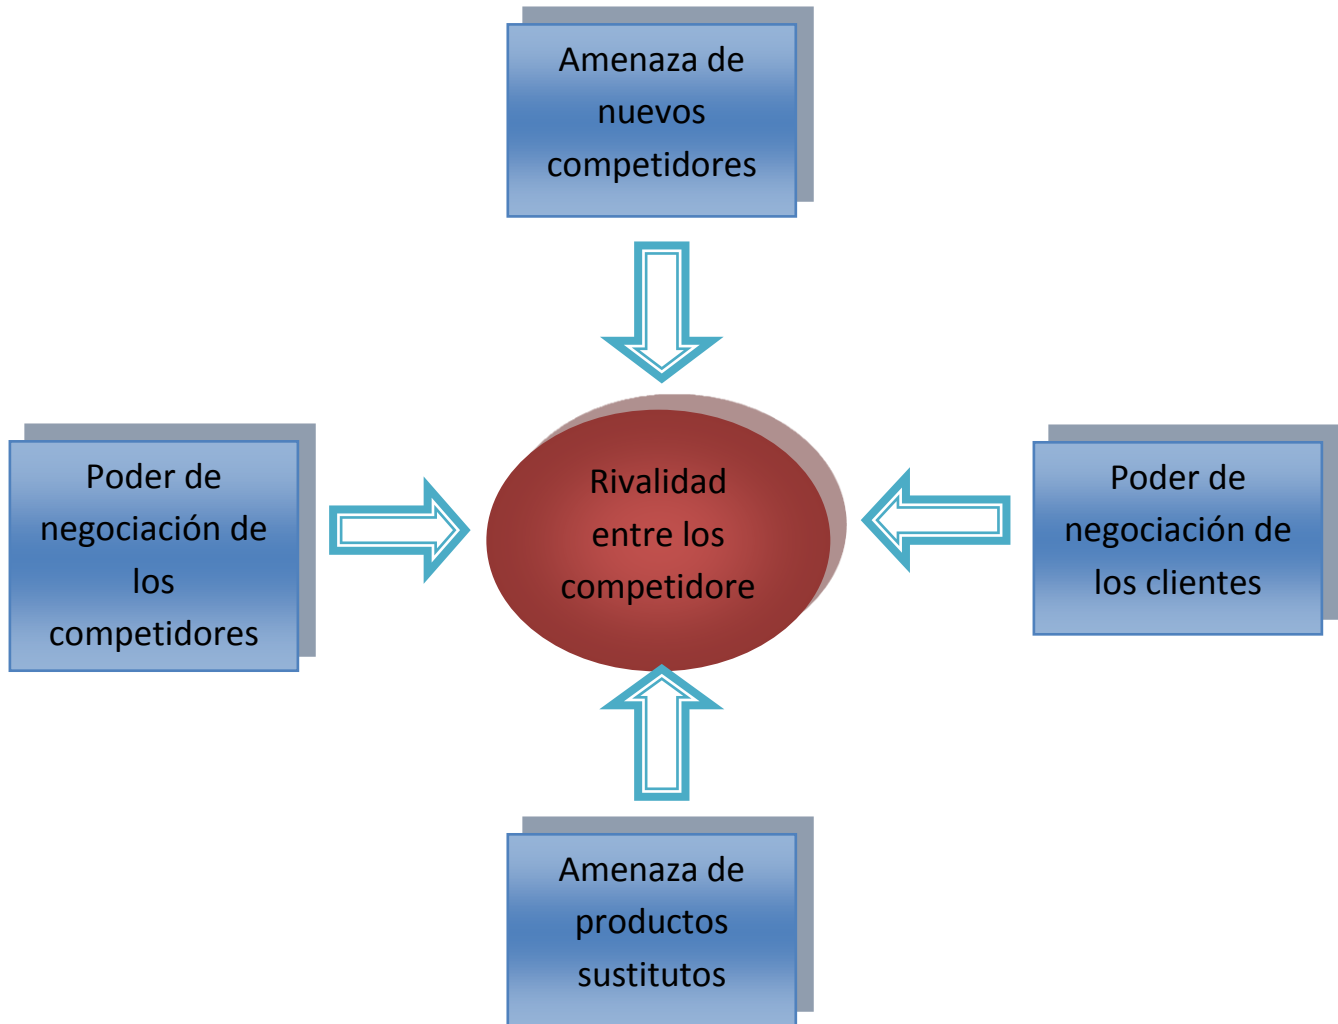 Amenaza de
nuevos
competidores
Poder de
negociación de
los
competidores
Rivalidad
entre los
competidore
Poder de
negociación de
los clientes
Amenaza de
productos
sustitutos